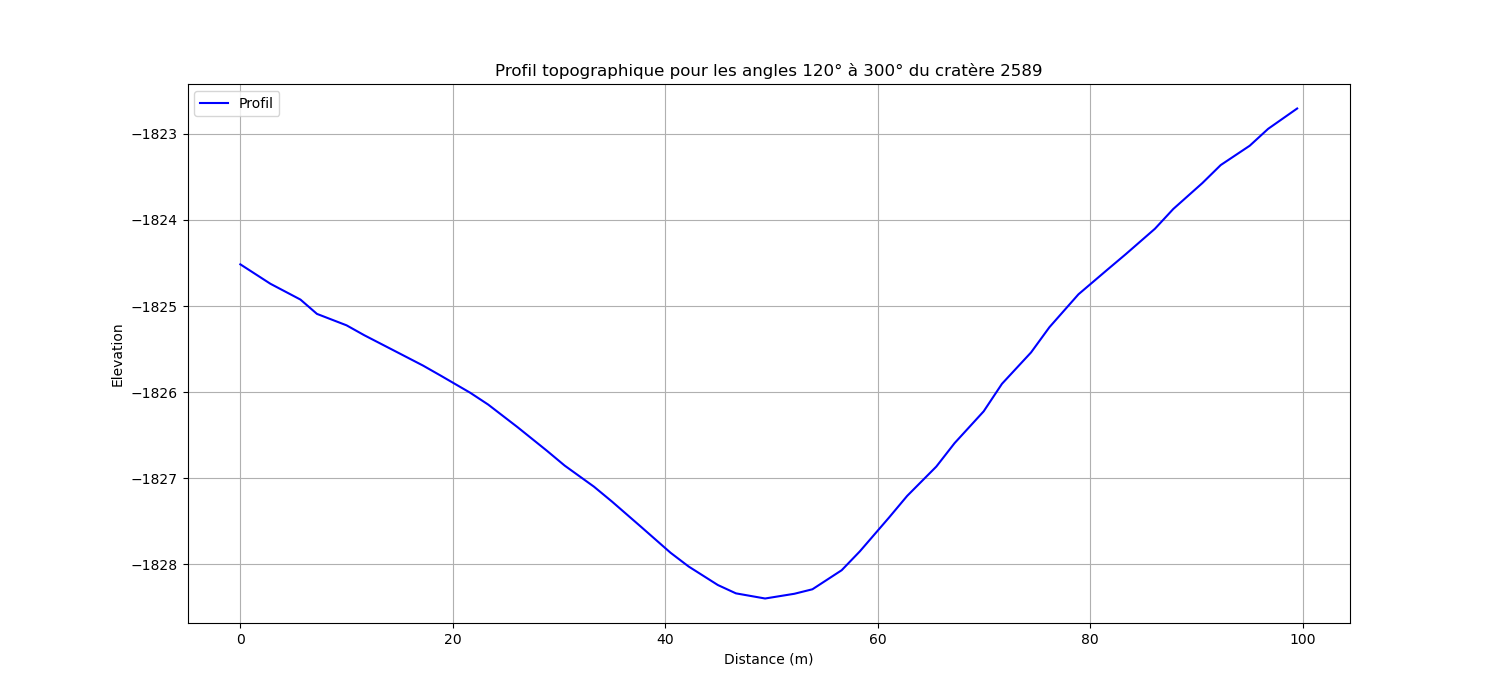 Profil topographique pour les angles 120° à 300° du cratère 2589
Profil
−1823
−1824
−1825
−1826
−1827
−1828
Elevation
0 20 40 60 80 100
Distance (m)